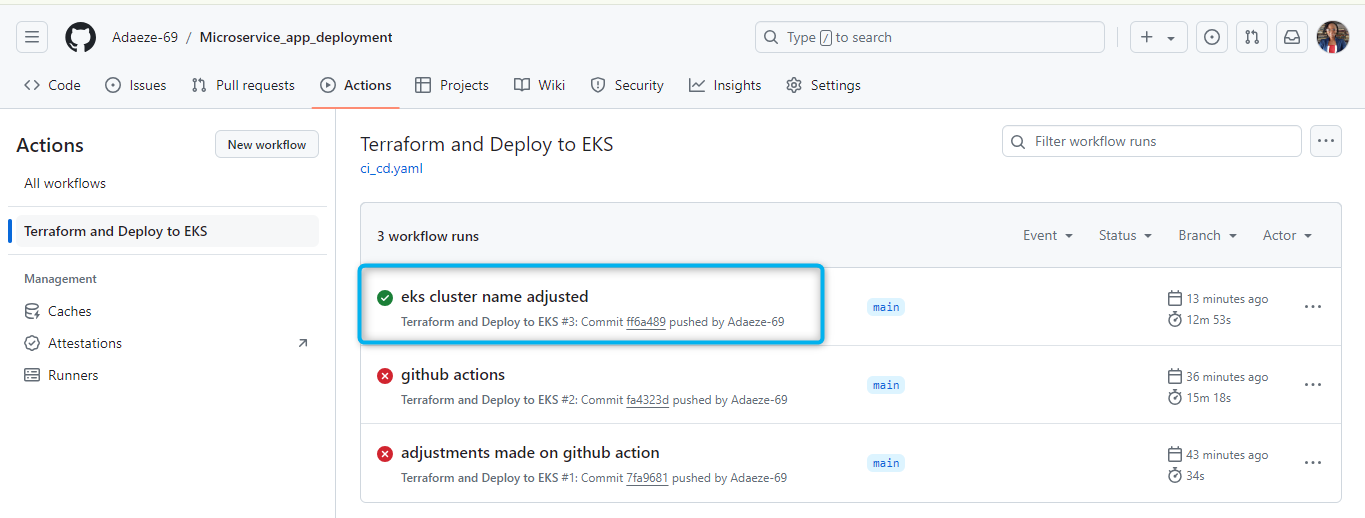 Adaeze-69 / Microservice_app_deployment
Type / to search
Code
Issues
Pull requests
Actions
Projects
Wiki
Security
Insights
Settings
Actions
New workflow
All workflows
Terraform and Deploy to EKS
Management
Caches
Attestations
Runners
Terraform and Deploy to EKS
ci_cd.yaml
Filter workflow runs
3 workflow runs
Event
Status
Branch
Actor
eks cluster name adjusted
Terraform and Deploy to EKS #3: Commit ff6a489 pushed by Adaeze-69
main
13 minutes ago
12m 53s
github actions
Terraform and Deploy to EKS #2: Commit fa4323d pushed by Adaeze-69
main
36 minutes ago
15m 18s
adjustments made on github action
Terraform and Deploy to EKS #1: Commit 7fa9681 pushed by Adaeze-69
main
43 minutes ago
34s